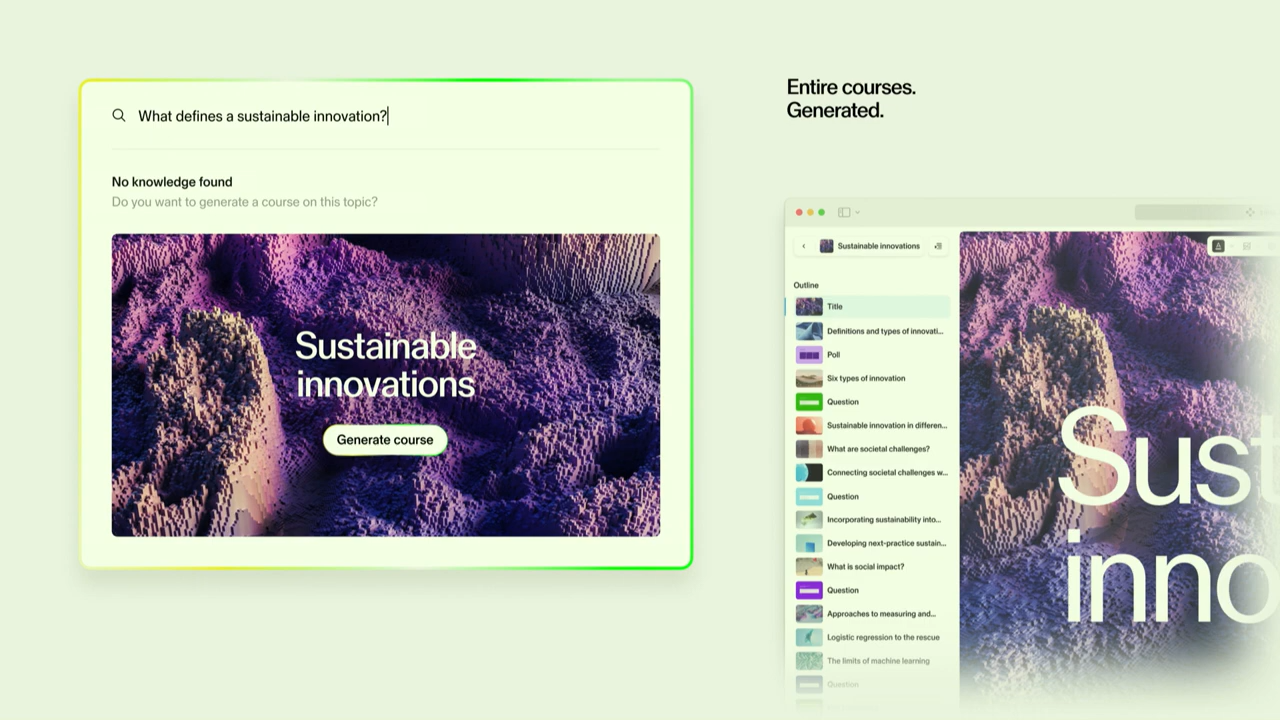 What defines a sustainable innovation?
No knowledge found
Do you want to generate a course on this topic?
Sustainable
innovations
Generate course
Entire courses.
Generated.
Sustainable innovations
Outline
Title
Definitions and types of innovati...
Poll
Six types of innovation
Question
Sustainable innovation in differen...
What are societal challenges?
Connecting societal challenges w...
Question
Incorporating sustainability into...
Developing next-practice sustain...
What is social impact?
Question
Approaches to measuring and...
Logistic regression to the rescue
The limits of machine learning
Question
Sust
inno